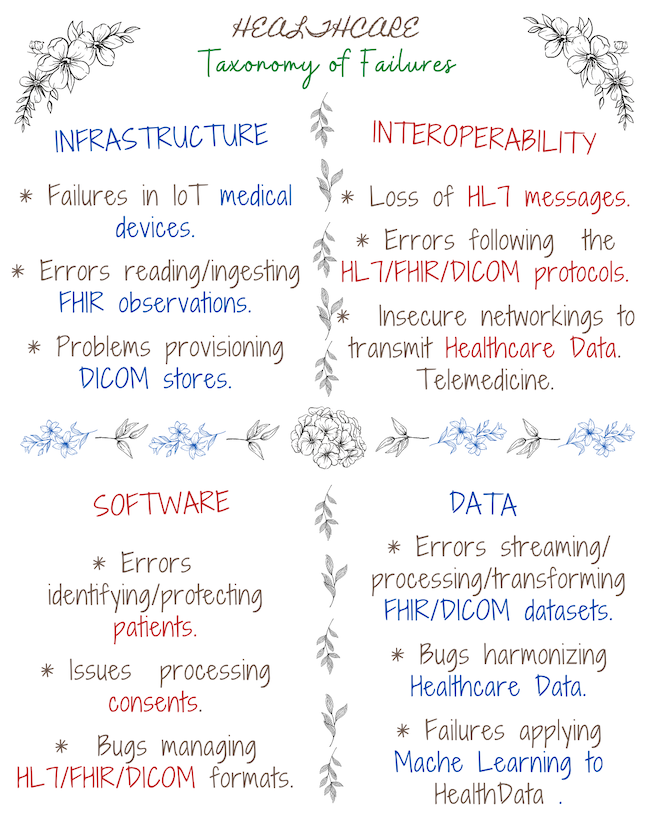 HEALTHCARE
Taxonomy of Failures
INFRASTRUCTURE
* Failures in IoT medical
devices.
* Errors reading/ingesting
FHIR observations.
* Problems provisioning
DICOM stores.
INTEROPERABILITY
* Loss of HL7 messages.
* Errors following the
HL7/FHIR/DICOM protocols.
* Insecure networkings to
transmit Healthcare Data.
Telemedicine.
SOFTWARE
* Errors
identifying/protecting
patients.
* Issues processing
consents.
* Bugs managing
HL7/FHIR/DICOM formats.
DATA
* Errors streaming/
processing/transforming
FHIR/DICOM datasets.
* Bugs harmonizing
Healthcare Data.
* Failures applying
Mache Learning to
HealthData .